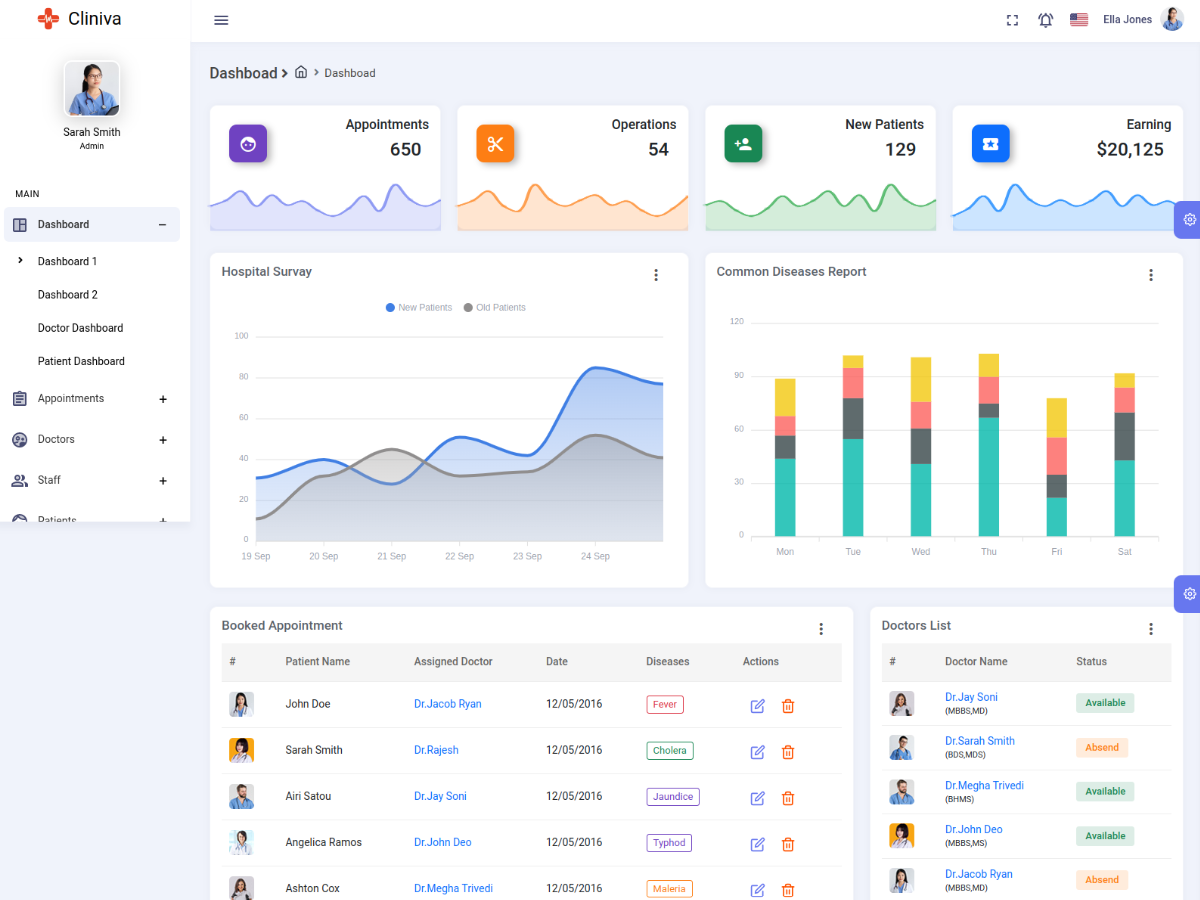 Cliniva
Ella Jones
Sarah Smith
Admin
MAIN
Dashboard
Dashboard 1
Dashboard 2
Doctor Dashboard
Patient Dashboard
Appointments
Doctors
Staff
Patients
Dashboad
Dashboad
Appointments
650
Operations
54
New Patients
129
Earning
$20,125
Hospital Survay
New Patients Old Patients
100
80
60
40
20
0
19 Sep 20 Sep 21 Sep 22 Sep 23 Sep 24 Sep
Common Diseases Report
120
90
60
30
0
Mon Tue Wed Thu Fri Sat
Booked Appointment
# Patient Name Assigned Doctor Date Diseases Actions
John Doe Dr.Jacob Ryan 12/05/2016 Fever
Sarah Smith Dr.Rajesh 12/05/2016 Cholera
Airi Satou Dr.Jay Soni 12/05/2016 Jaundice
Angelica Ramos Dr.John Deo 12/05/2016 Typhod
Ashton Cox Dr.Megha Trivedi 12/05/2016 Maleria
Doctors List
# Doctor Name Status
Dr.Jay Soni Available
(MBBS,MD)
Dr.Sarah Smith Absend
(BDS,MDS)
Dr.Megha Trivedi Available
(BHMS)
Dr.John Deo Available
(MBBS,MS)
Dr.Jacob Ryan Absend
(MBBS,MD)